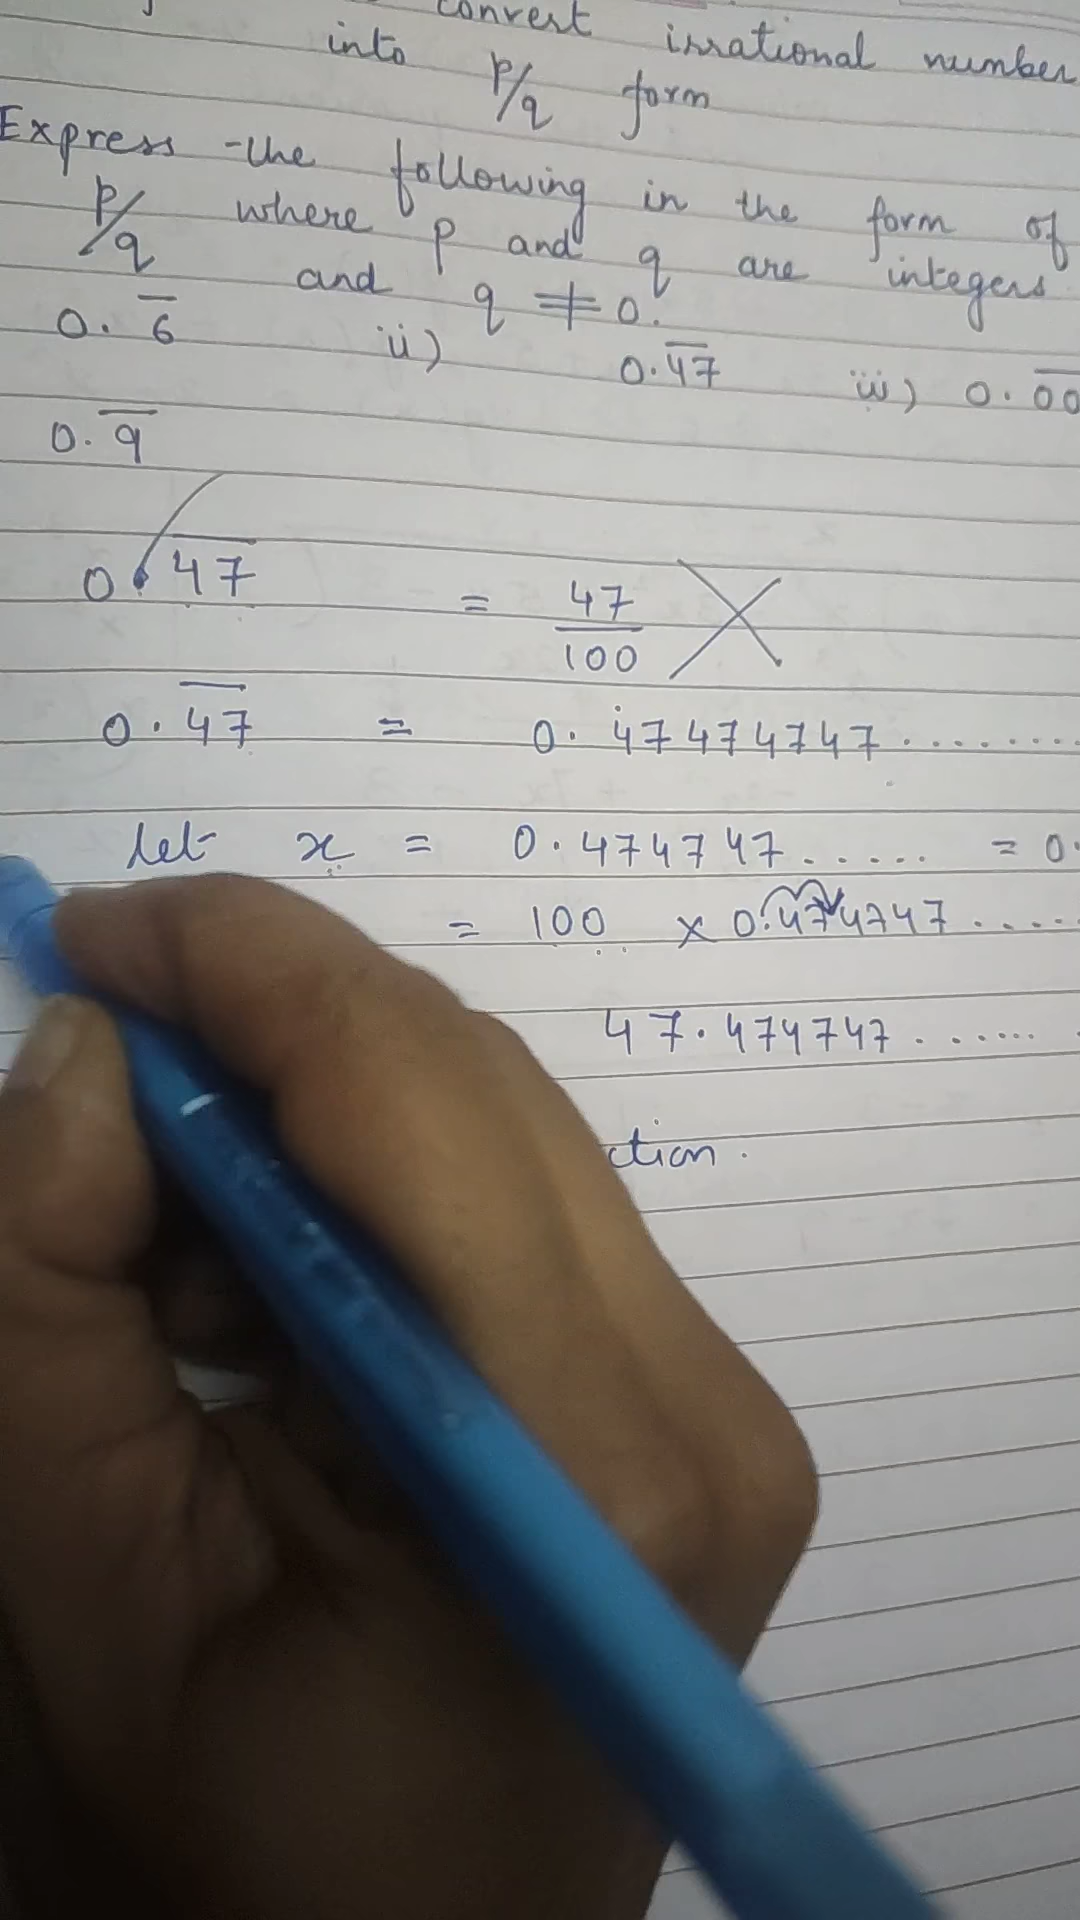 convert irrational number
into p/q form
Express the following in the form of
p/q where p and q are integers
and q ≠ 0.
0.6̅ ii) 0.4̅7̅ iii) 0.0̅0̅
0.9̅
0.4̅7̅ = 47/100
0.4̅7̅ = 0.47474747........
let x = 0.474747..... = 0.
= 100 x 0.474747.....
47.474747.......
ction.